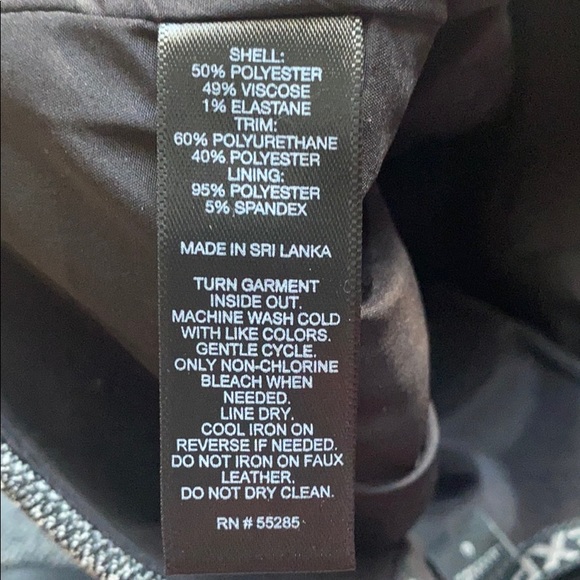 SHELL:
50% POLYESTER
49% VISCOSE
1% ELASTANE
TRIM:
60% POLYURETHANE
40% POLYESTER
LINING:
95% POLYESTER
5% SPANDEX
MADE IN SRI LANKA
TURN GARMENT
INSIDE OUT.
MACHINE WASH COLD
WITH LIKE COLORS.
GENTLE CYCLE.
ONLY NON-CHLORINE
BLEACH WHEN
NEEDED.
LINE DRY.
COOL IRON ON
REVERSE IF NEEDED.
DO NOT IRON ON FAUX
LEATHER.
DO NOT DRY CLEAN.
RN # 55285